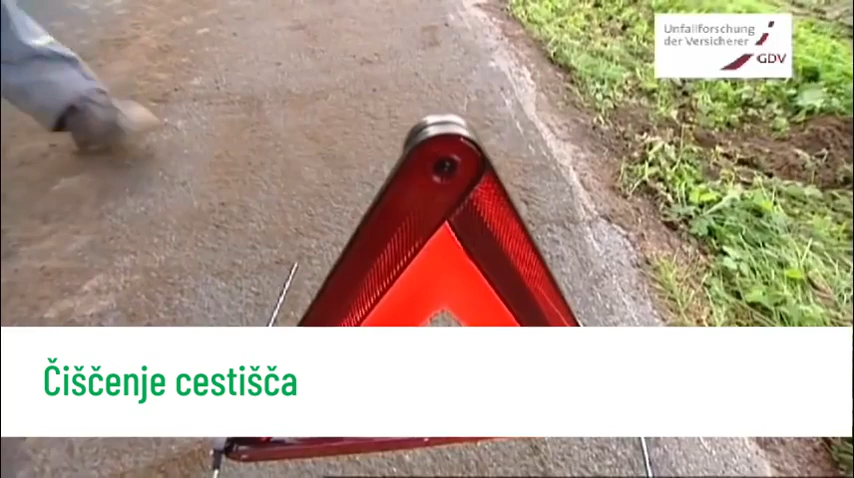 Unfallforschung
der Versicherer
GDV
Čiščenje cestišča